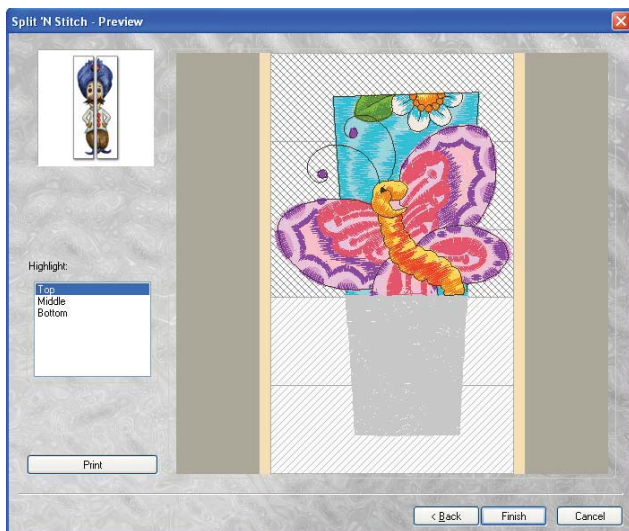 Split 'N Stitch - Preview
Highlight:
Top
Middle
Bottom
Print
< Back
Finish
Cancel